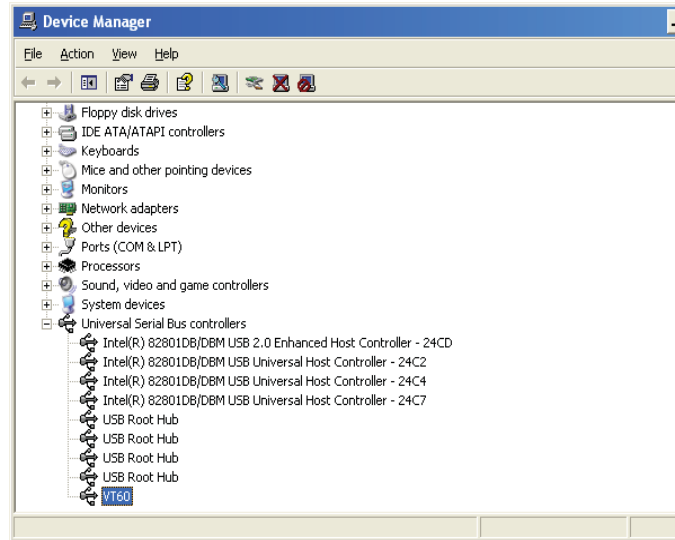 Device Manager
File Action View Help
Floppy disk drives
IDE ATA/ATAPI controllers
Keyboards
Mice and other pointing devices
Monitors
Network adapters
Other devices
Ports (COM & LPT)
Processors
Sound, video and game controllers
System devices
Universal Serial Bus controllers
Intel(R) 82801DB/DBM USB 2.0 Enhanced Host Controller - 24CD
Intel(R) 82801DB/DBM USB Universal Host Controller - 24C2
Intel(R) 82801DB/DBM USB Universal Host Controller - 24C4
Intel(R) 82801DB/DBM USB Universal Host Controller - 24C7
USB Root Hub
USB Root Hub
USB Root Hub
USB Root Hub
VT60